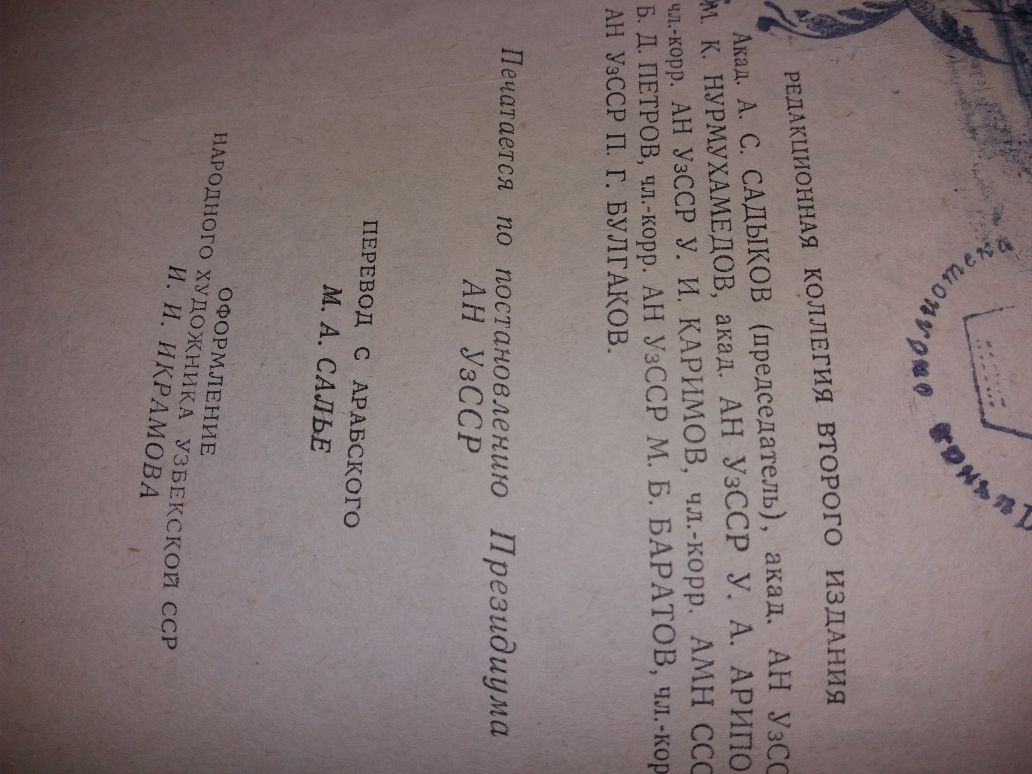 РЕДАКЦИОННАЯ КОЛЛЕГИЯ ВТОРОГО ИЗДАНИЯ
Акад. А. С. САДЫКОВ (председатель), акад. АН УзСС
М. К. НУРМУХАМЕДОВ, акад. АН УзССР У. А. АРИПО
чл.-корр. АН УзССР У. И. КАРИМОВ, чл.-корр. АМН ССС
Б. Д. ПЕТРОВ, чл.-корр. АН УзССР М. Б. БАРАТОВ, чл.-кор
АН УзССР П. Г. БУЛГАКОВ.
Печатается по постановлению Президиума
АН УзССР
ПЕРЕВОД С АРАБСКОГО
М. А. САЛЬЕ
ОФОРМЛЕНИЕ
НАРОДНОГО ХУДОЖНИКА УЗБЕКСКОЙ ССР
И. И. ИКРАМОВА